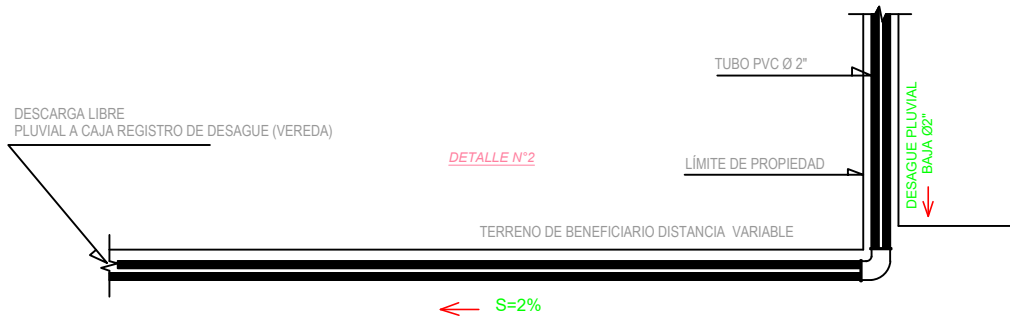 TUBO PVC Ø 2"
DESCARGA LIBRE
PLUVIAL A CAJA REGISTRO DE DESAGUE (VEREDA)
DETALLE N°2
LÍMITE DE PROPIEDAD
DESAGUE PLUVIAL
BAJA Ø2"
TERRENO DE BENEFICIARIO DISTANCIA VARIABLE
S=2%